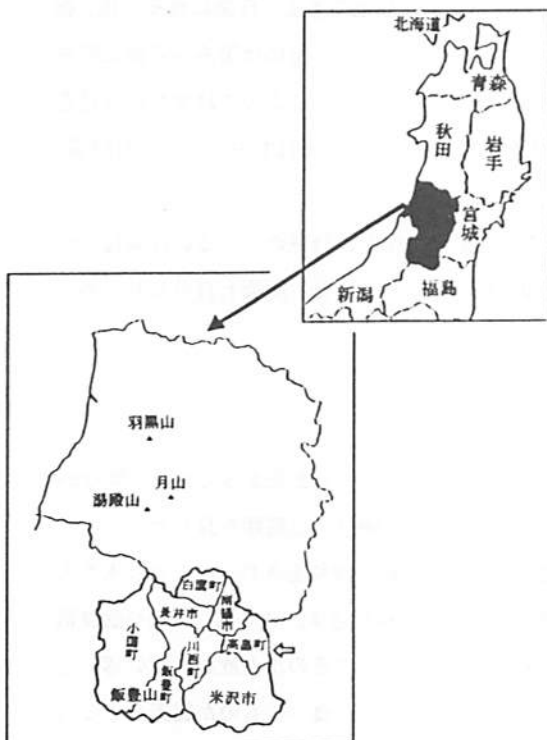 北海道
青森
秋田
岩手
宮城
新潟
福島
羽黒山
月山
湯殿山
白鷹町
長井市
南陽市
小国町
川西町
高畠町
飯豊町
飯豊山
米沢市